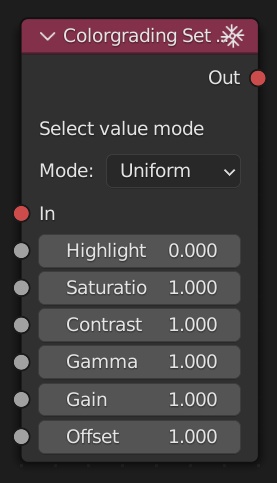 Colorgrading Set ..
Out
Select value mode
Mode: Uniform
In
Highlight 0.000
Saturatio 1.000
Contrast 1.000
Gamma 1.000
Gain 1.000
Offset 1.000